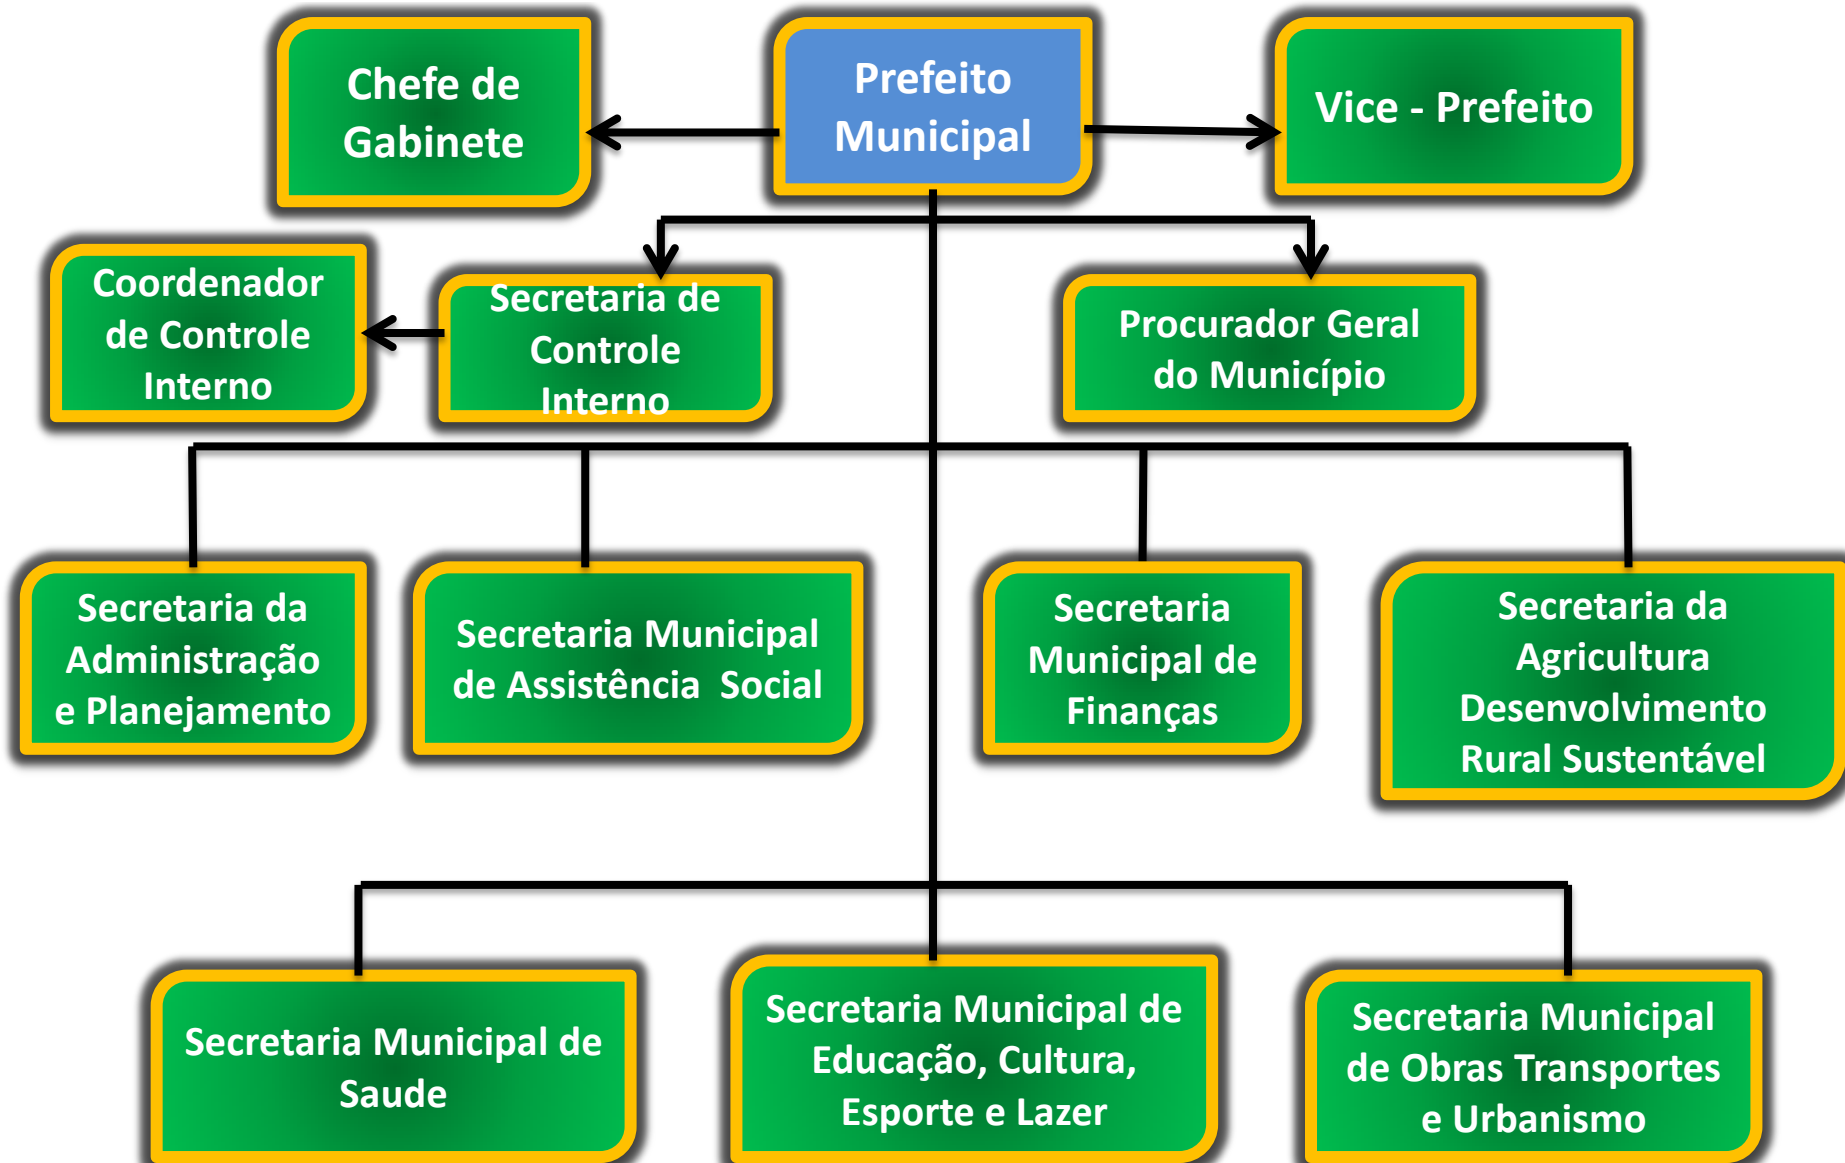 Chefe de
Gabinete
Prefeito
Municipal
Vice - Prefeito
Coordenador
de Controle
Interno
Secretaria de
Controle
Interno
Procurador Geral
do Município
Secretaria da
Administração
e Planejamento
Secretaria Municipal
de Assistência  Social
Secretaria
Municipal de
Finanças
Secretaria da
Agricultura
Desenvolvimento
Rural Sustentável
Secretaria Municipal de
Saude
Secretaria Municipal de
Educação, Cultura,
Esporte e Lazer
Secretaria Municipal
de Obras Transportes
e Urbanismo